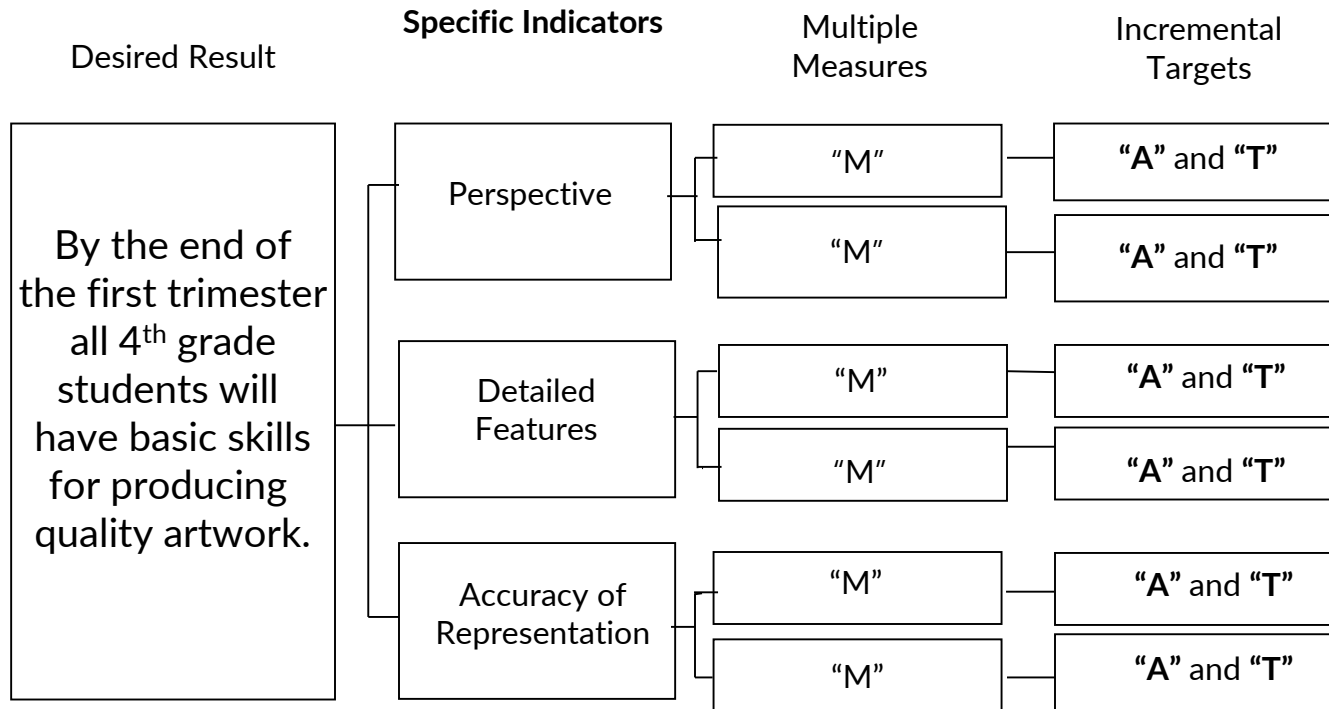 Desired Result
Specific Indicators
Multiple
Measures
Incremental
Targets
By the end of
the first trimester
all 4th grade
students will
have basic skills
for producing
quality artwork.
Perspective
“M”
“A” and “T”
“M”
“A” and “T”
Detailed
Features
“M”
“A” and “T”
“M”
“A” and “T”
Accuracy of
Representation
“M”
“A” and “T”
“M”
“A” and “T”